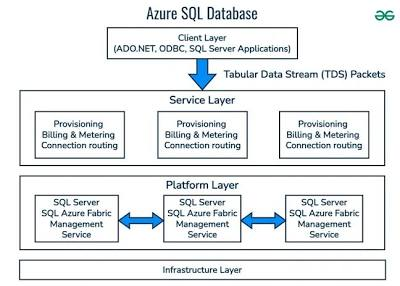 Azure SQL Database
Client Layer
(ADO.NET, ODBC, SQL Server Applications)
Tabular Data Stream (TDS) Packets
Service Layer
Provisioning
Billing & Metering
Connection routing
Provisioning
Billing & Metering
Connection routing
Provisioning
Billing & Metering
Connection routing
Platform Layer
SQL Server
SQL Azure Fabric
Management
Service
SQL Server
SQL Azure Fabric
Management
Service
SQL Server
SQL Azure Fabric
Management
Service
Infrastructure Layer